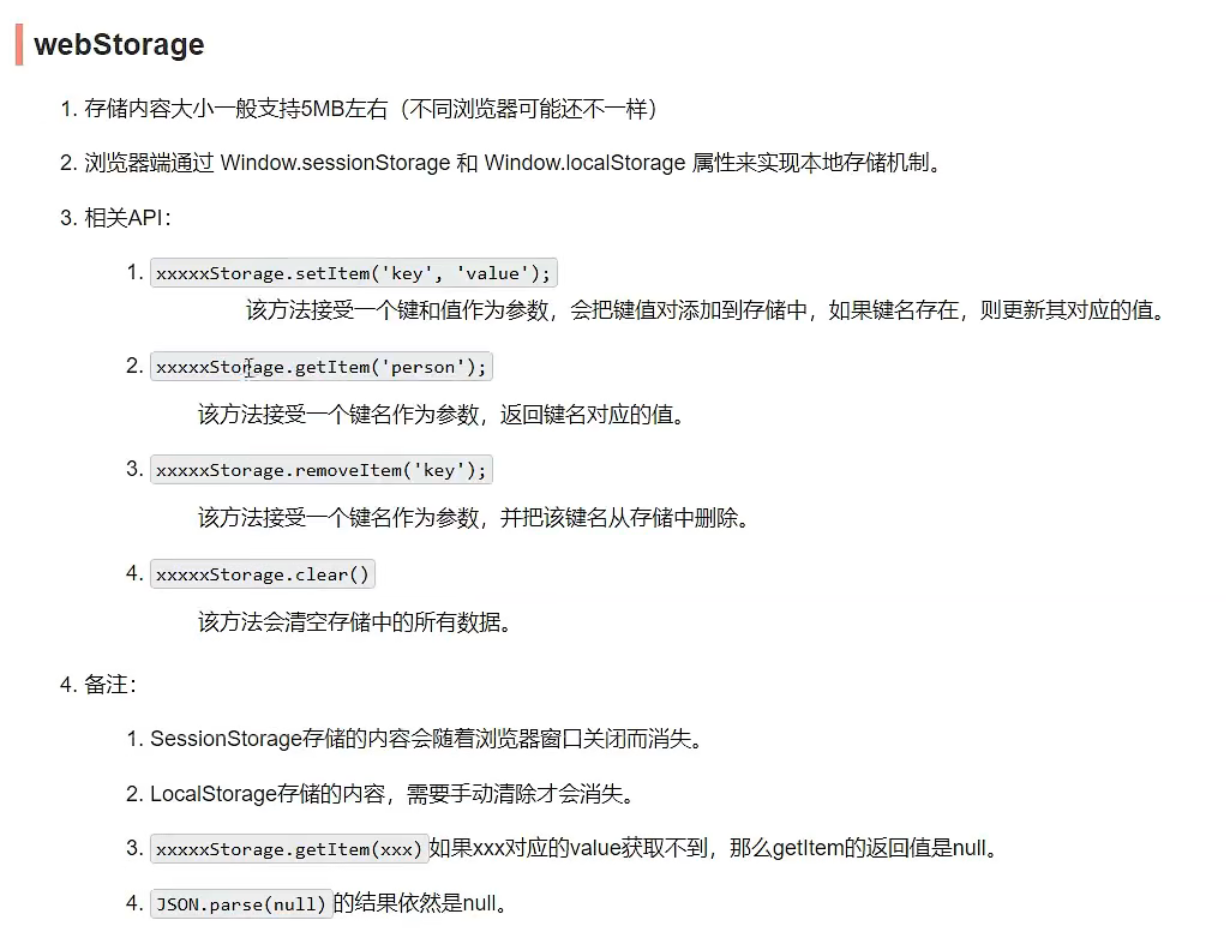 webStorage
1. 存储内容大小一般支持5MB左右（不同浏览器可能还不一样）
2. 浏览器端通过 Window.sessionStorage 和 Window.localStorage 属性来实现本地存储机制。
3. 相关API：
1. xxxxxStorage.setItem('key', 'value');
该方法接受一个键和值作为参数，会把键值对添加到存储中，如果键名存在，则更新其对应的值。
2. xxxxxStorage.getItem('person');
该方法接受一个键名作为参数，返回键名对应的值。
3. xxxxxStorage.removeItem('key');
该方法接受一个键名作为参数，并把该键名从存储中删除。
4. xxxxxStorage.clear()
该方法会清空存储中的所有数据。
4. 备注：
1. SessionStorage存储的内容会随着浏览器窗口关闭而消失。
2. LocalStorage存储的内容，需要手动清除才会消失。
3. xxxxxStorage.getItem(xxx)如果xxx对应的value获取不到，那么getItem的返回值是null。
4. JSON.parse(null)的结果依然是null。